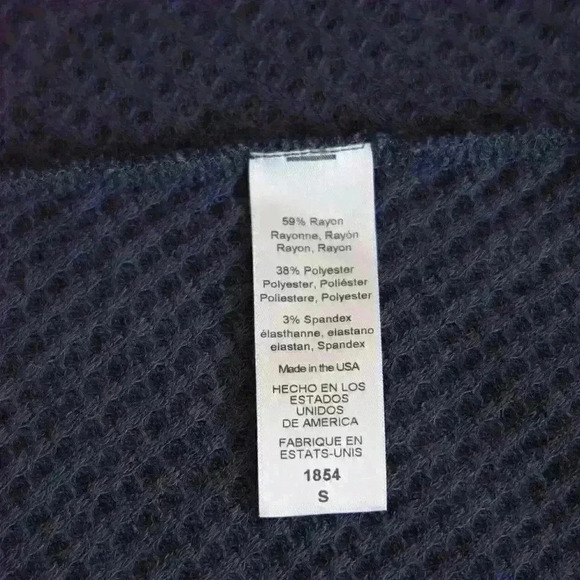 59% Rayon
Rayonne, Rayón
Rayon, Rayon
38% Polyester
Polyester, Poliéster
Poliestere, Polyester
3% Spandex
élasthanne, elastano
elastan, Spandex
Made in the USA
HECHO EN LOS
ESTADOS
UNIDOS
DE AMERICA
FABRIQUE EN
ESTATS-UNIS
1854
S